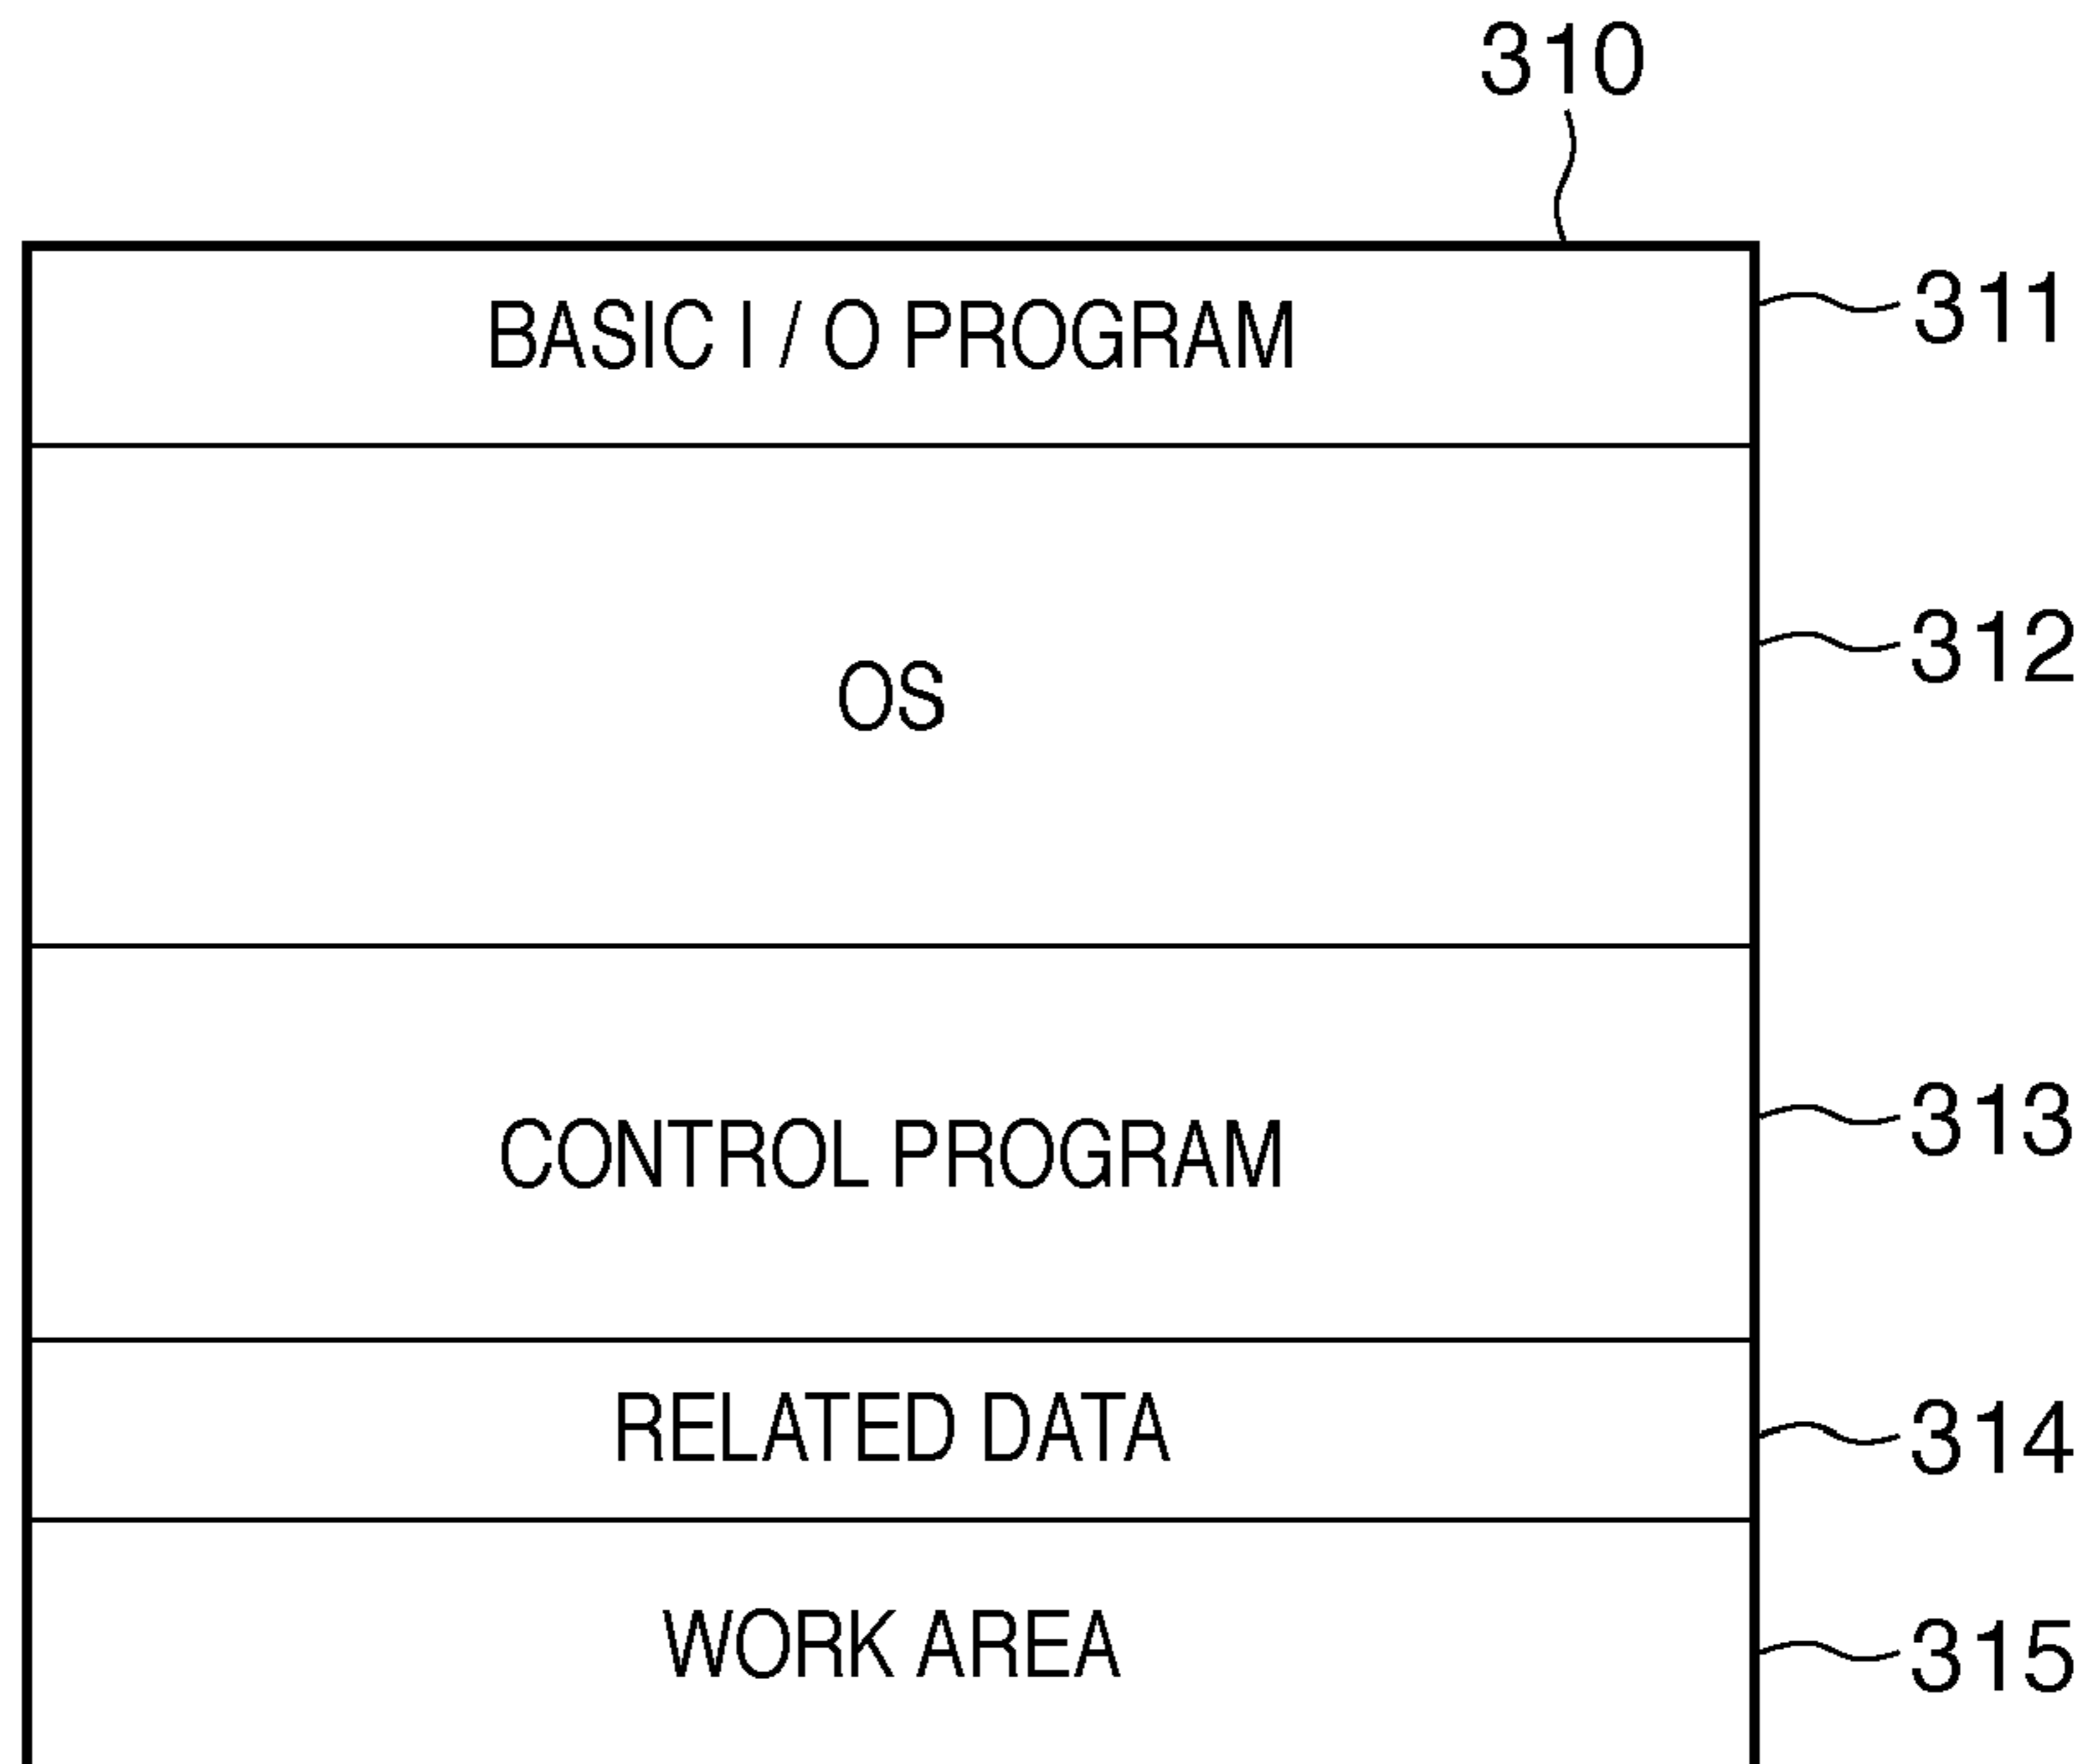 310
BASIC I / O PROGRAM
311
OS
312
CONTROL PROGRAM
313
RELATED DATA
314
WORK AREA
315